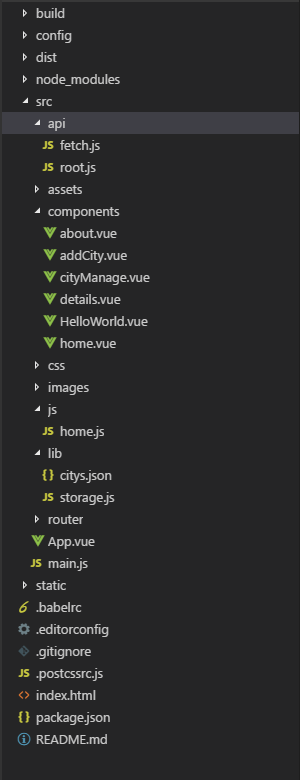 build
config
dist
node_modules
src
api
JS fetch.js
JS root.js
assets
components
about.vue
addCity.vue
cityManage.vue
details.vue
HelloWorld.vue
home.vue
css
images
js
JS home.js
lib
{ } citys.json
JS storage.js
router
App.vue
JS main.js
static
.babelrc
.editorconfig
.gitignore
JS .postcssrc.js
<> index.html
{ } package.json
README.md